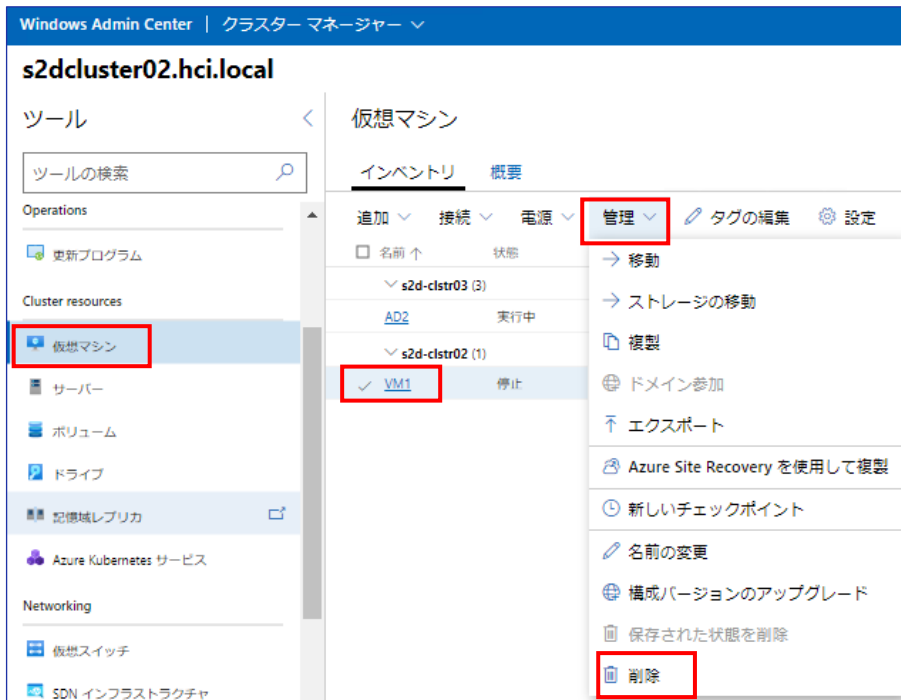 Windows Admin Center | クラスター マネージャー
s2dcluster02.hci.local
ツール
ツールの検索
Operations
更新プログラム
Cluster resources
仮想マシン
サーバー
ボリューム
ドライブ
記憶域レプリカ
Azure Kubernetes サービス
Networking
仮想スイッチ
SDN インフラストラクチャ
仮想マシン
インベントリ 概要
追加 接続 電源 管理 タグの編集 設定
名前 状態
s2d-clstr03 (3)
AD2 実行中
s2d-clstr02 (1)
VM1 停止
移動
ストレージの移動
複製
ドメイン参加
エクスポート
Azure Site Recovery を使用して複製
新しいチェックポイント
名前の変更
構成バージョンのアップグレード
保存された状態を削除
削除